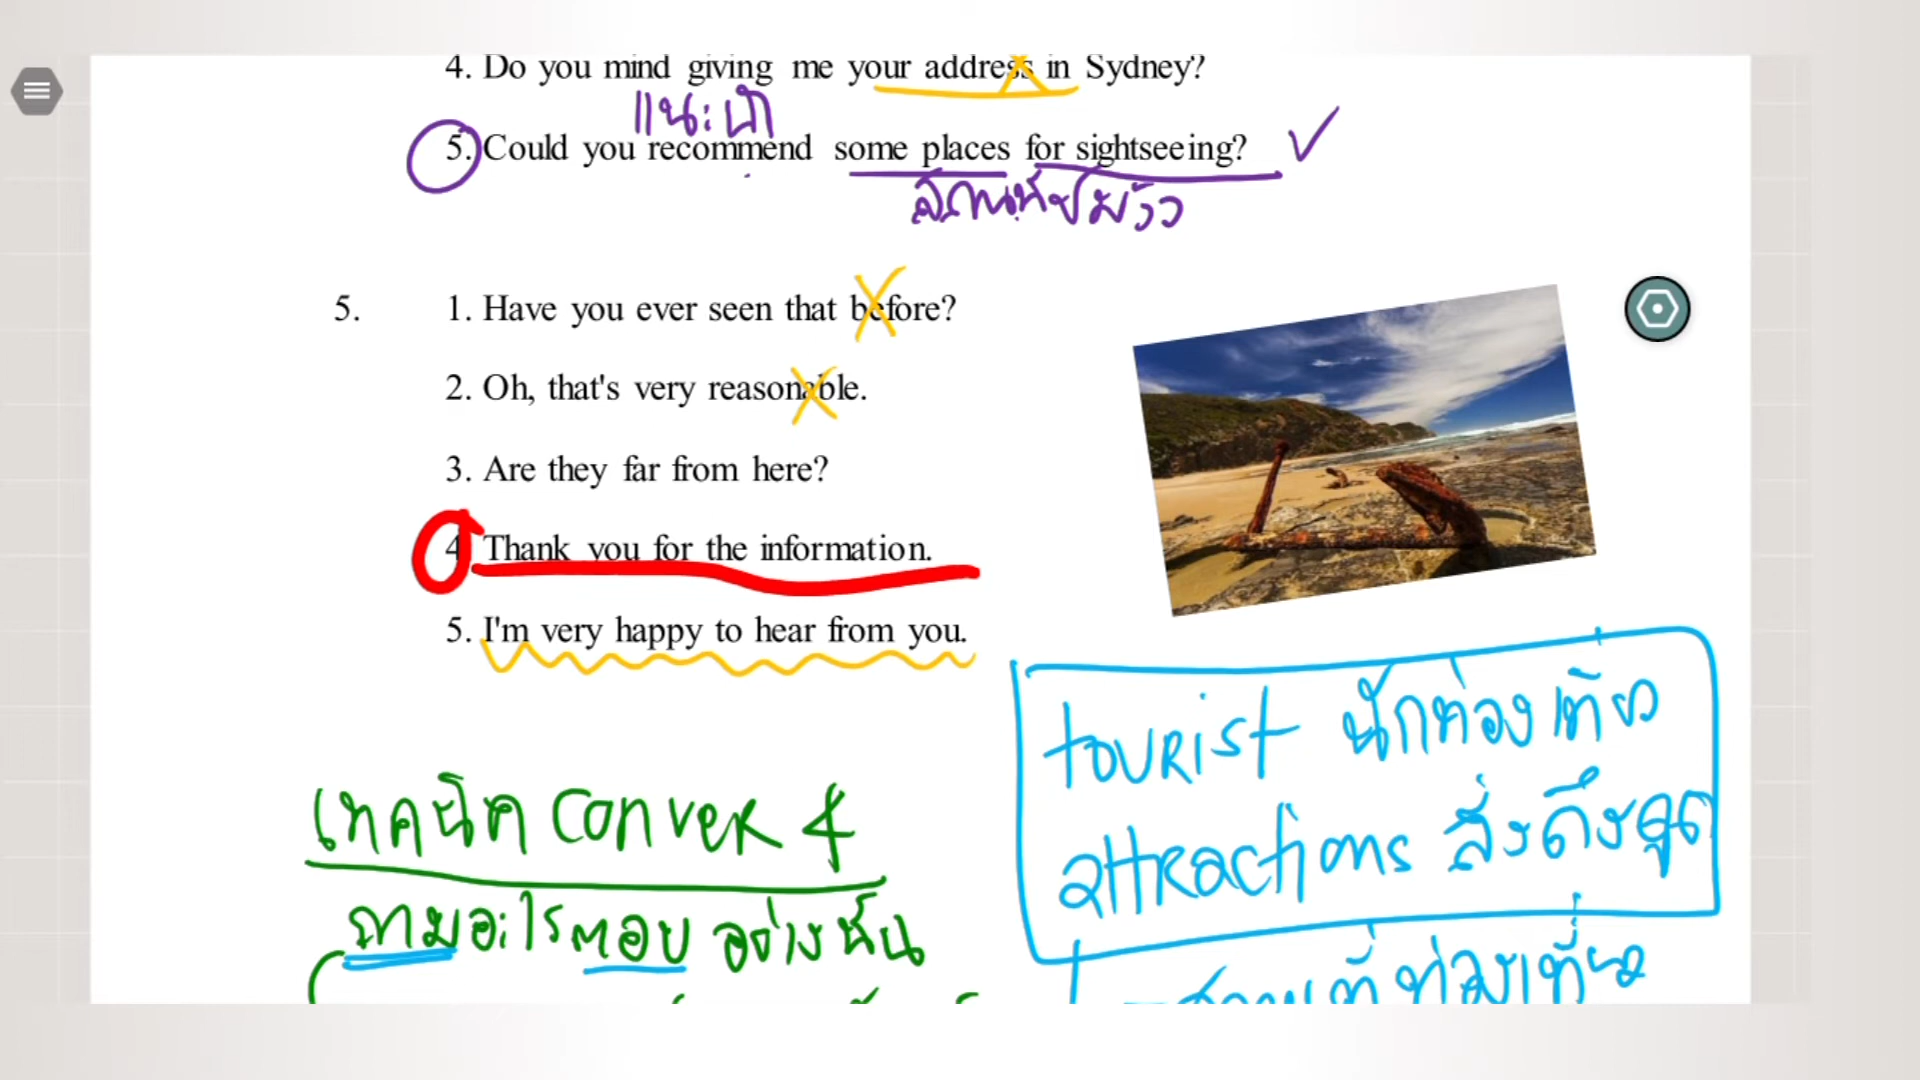 4. Do you mind giving me your address in Sydney?
แนะนำ
5. Could you recommend some places for sightseeing?
สถานที่ชมวิว
5. 1. Have you ever seen that before?
2. Oh, that's very reasonable.
3. Are they far from here?
4. Thank you for the information.
5. I'm very happy to hear from you.
tourist นักท่องเที่ยว
attractions สิ่งดึงดูด
เทคนิค Conver 4
ถามอะไรตอบ อย่างนั้น